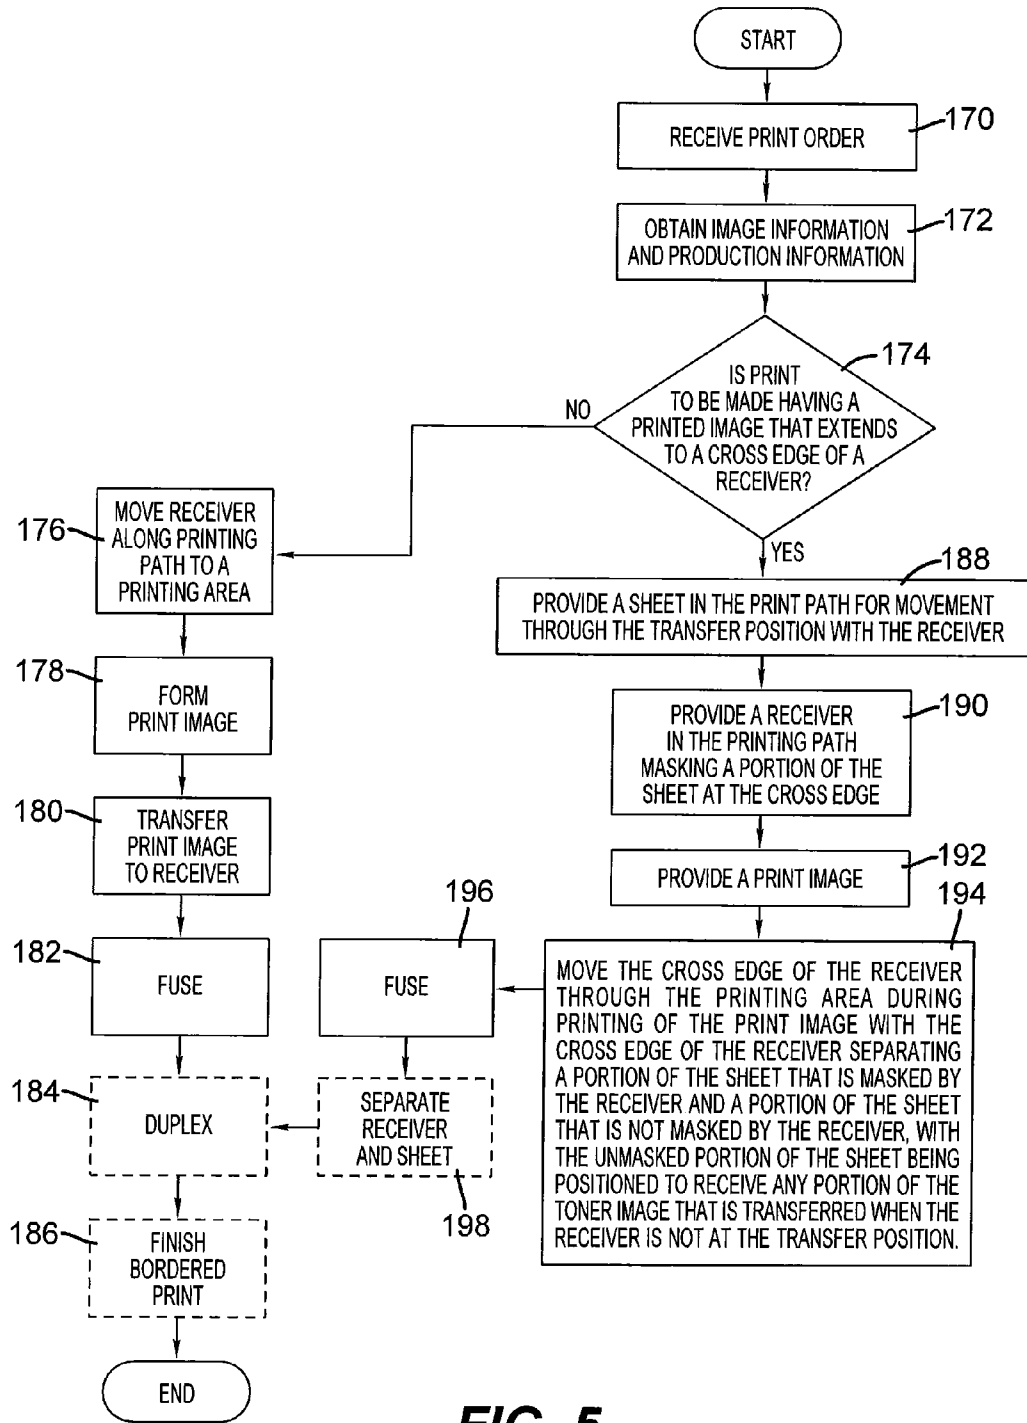 START
RECEIVE PRINT ORDER
170
OBTAIN IMAGE INFORMATION
AND PRODUCTION INFORMATION
172
IS PRINT
TO BE MADE HAVING A
PRINTED IMAGE THAT EXTENDS
TO A CROSS EDGE OF A
RECEIVER?
174
NO
YES
176
MOVE RECEIVER
ALONG PRINTING
PATH TO A
PRINTING AREA
178
FORM
PRINT IMAGE
180
TRANSFER
PRINT IMAGE
TO RECEIVER
182
FUSE
184
DUPLEX
186
FINISH
BORDERED
PRINT
END
188
PROVIDE A SHEET IN THE PRINT PATH FOR MOVEMENT
THROUGH THE TRANSFER POSITION WITH THE RECEIVER
190
PROVIDE A RECEIVER
IN THE PRINTING PATH
MASKING A PORTION OF THE
SHEET AT THE CROSS EDGE
192
PROVIDE A PRINT IMAGE
194
MOVE THE CROSS EDGE OF THE RECEIVER
THROUGH THE PRINTING AREA DURING
PRINTING OF THE PRINT IMAGE WITH THE
CROSS EDGE OF THE RECEIVER SEPARATING
A PORTION OF THE SHEET THAT IS MASKED BY
THE RECEIVER AND A PORTION OF THE SHEET
THAT IS NOT MASKED BY THE RECEIVER, WITH
THE UNMASKED PORTION OF THE SHEET BEING
POSITIONED TO RECEIVE ANY PORTION OF THE
TONER IMAGE THAT IS TRANSFERRED WHEN THE
RECEIVER IS NOT AT THE TRANSFER POSITION.
196
FUSE
SEPARATE
RECEIVER
AND SHEET
198
FIG. 5